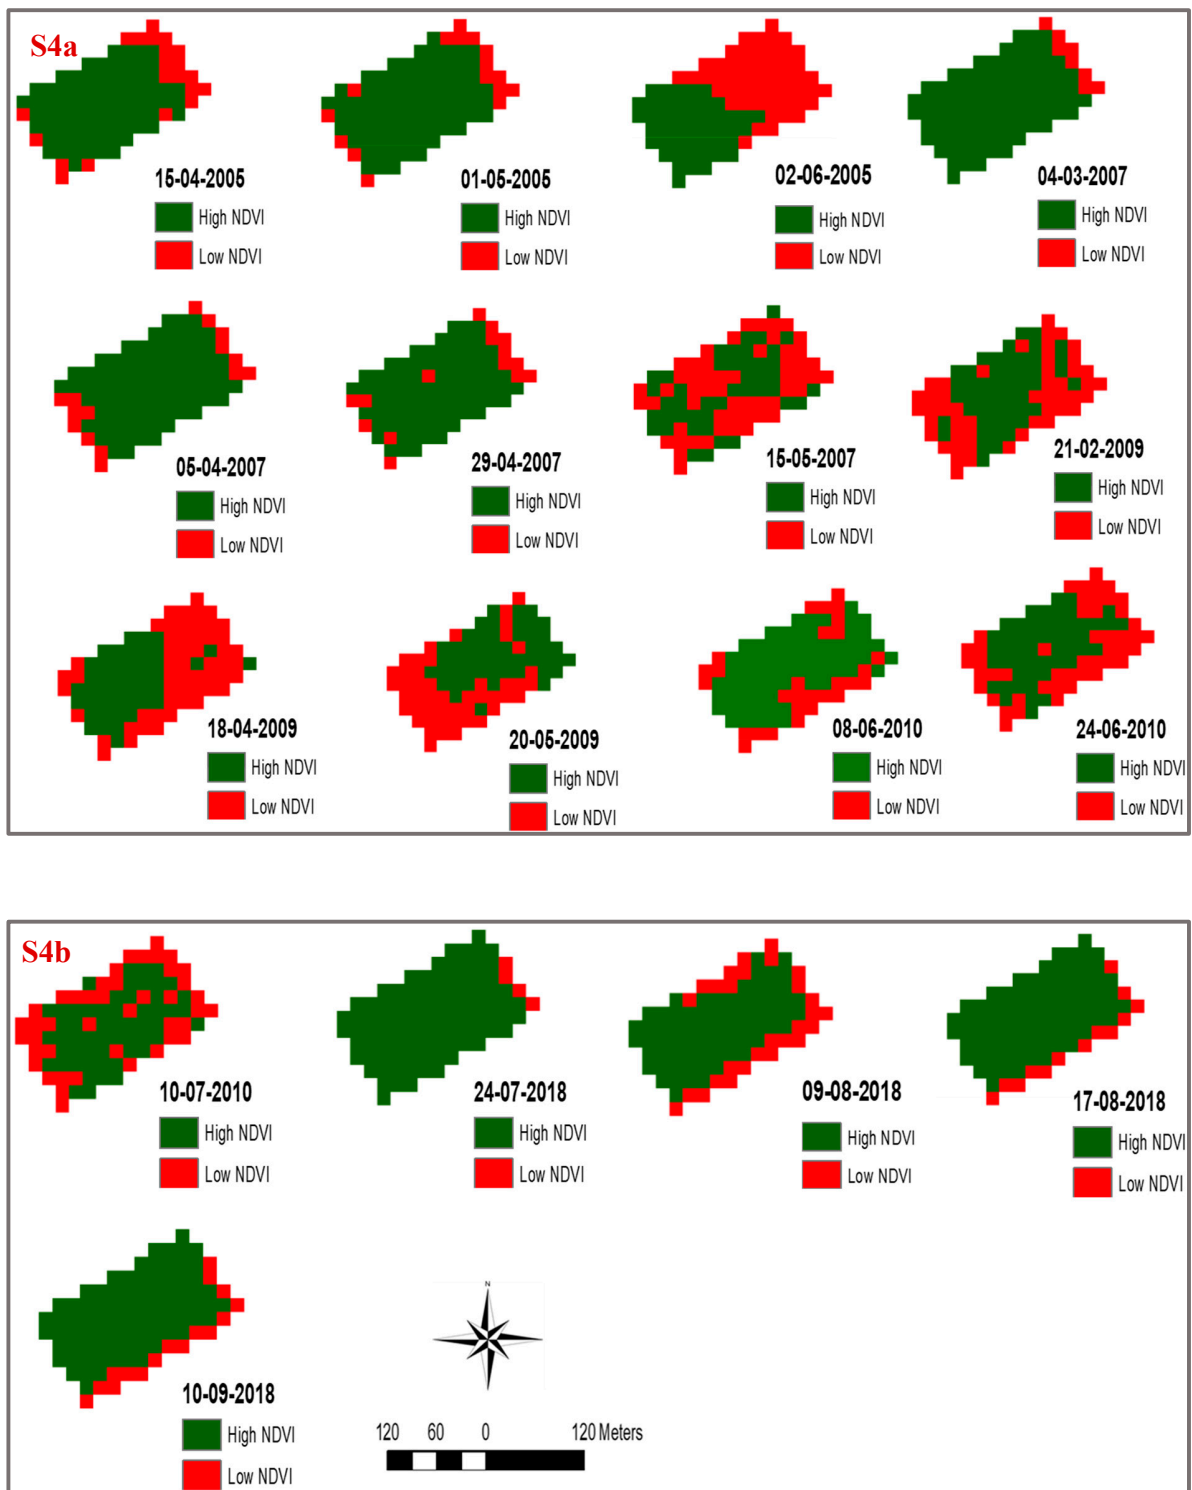 S4a
15-04-2005
High NDVI
Low NDVI
01-05-2005
High NDVI
Low NDVI
02-06-2005
High NDVI
Low NDVI
04-03-2007
High NDVI
Low NDVI
05-04-2007
High NDVI
Low NDVI
29-04-2007
High NDVI
Low NDVI
15-05-2007
High NDVI
Low NDVI
21-02-2009
High NDVI
Low NDVI
18-04-2009
High NDVI
Low NDVI
20-05-2009
High NDVI
Low NDVI
08-06-2010
High NDVI
Low NDVI
24-06-2010
High NDVI
Low NDVI
S4b
10-07-2010
High NDVI
Low NDVI
24-07-2018
High NDVI
Low NDVI
09-08-2018
High NDVI
Low NDVI
17-08-2018
High NDVI
Low NDVI
10-09-2018
High NDVI
Low NDVI
N
120 60 0 120 Meters